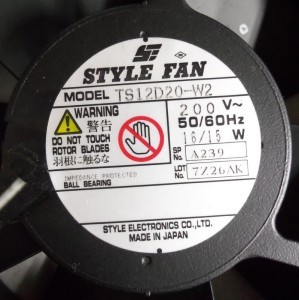 SE
STYLE FAN
MODEL TS12D20-W2
WARNING
警告
DO NOT TOUCH
ROTOR BLADES
羽根に触るな
200 V~
50/60Hz
16/15 W
SP No. A239
LOT No. 7Z26AK
IMPEDANCE PROTECTED
BALL BEARING
STYLE ELECTRONICS CO.,LTD.
MADE IN JAPAN